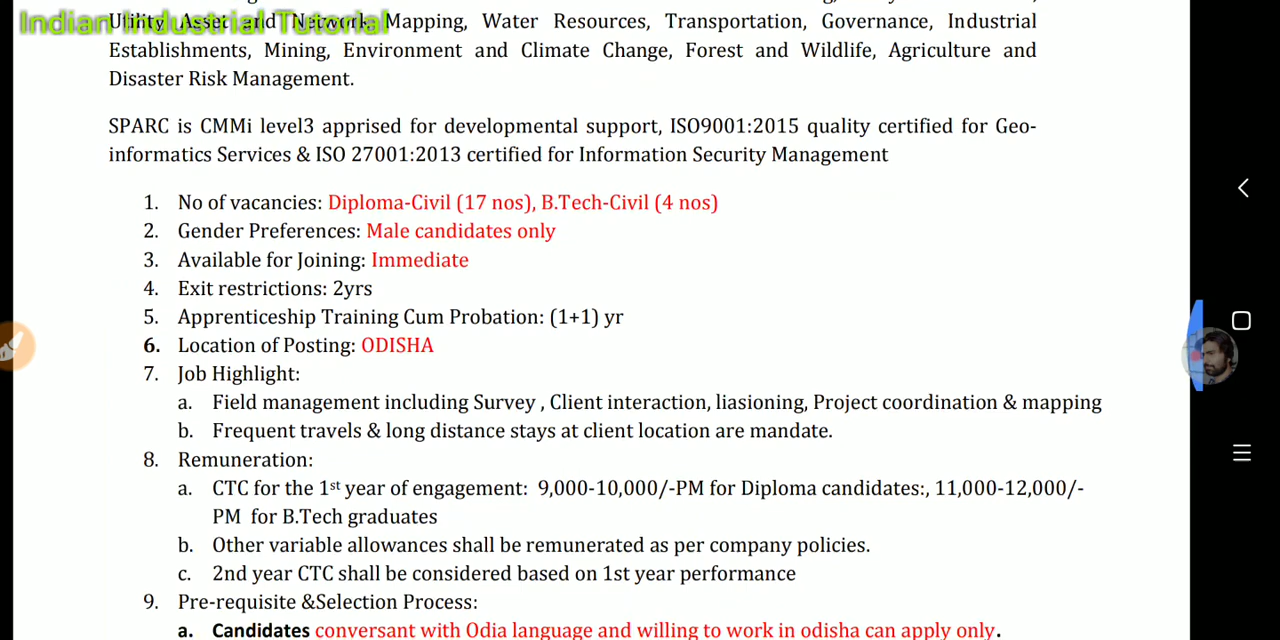 Indian Industrial Tutorial
Utility Asset and Network Mapping, Water Resources, Transportation, Governance, Industrial
Establishments, Mining, Environment and Climate Change, Forest and Wildlife, Agriculture and
Disaster Risk Management.
SPARC is CMMi level3 apprised for developmental support, ISO9001:2015 quality certified for Geo-
informatics Services & ISO 27001:2013 certified for Information Security Management
1. No of vacancies: Diploma-Civil (17 nos), B.Tech-Civil (4 nos)
2. Gender Preferences: Male candidates only
3. Available for Joining: Immediate
4. Exit restrictions: 2yrs
5. Apprenticeship Training Cum Probation: (1+1) yr
6. Location of Posting: ODISHA
7. Job Highlight:
a. Field management including Survey , Client interaction, liasioning, Project coordination & mapping
b. Frequent travels & long distance stays at client location are mandate.
8. Remuneration:
a. CTC for the 1st year of engagement: 9,000-10,000/-PM for Diploma candidates:, 11,000-12,000/-
PM for B.Tech graduates
b. Other variable allowances shall be remunerated as per company policies.
c. 2nd year CTC shall be considered based on 1st year performance
9. Pre-requisite &Selection Process:
a. Candidates conversant with Odia language and willing to work in odisha can apply only.